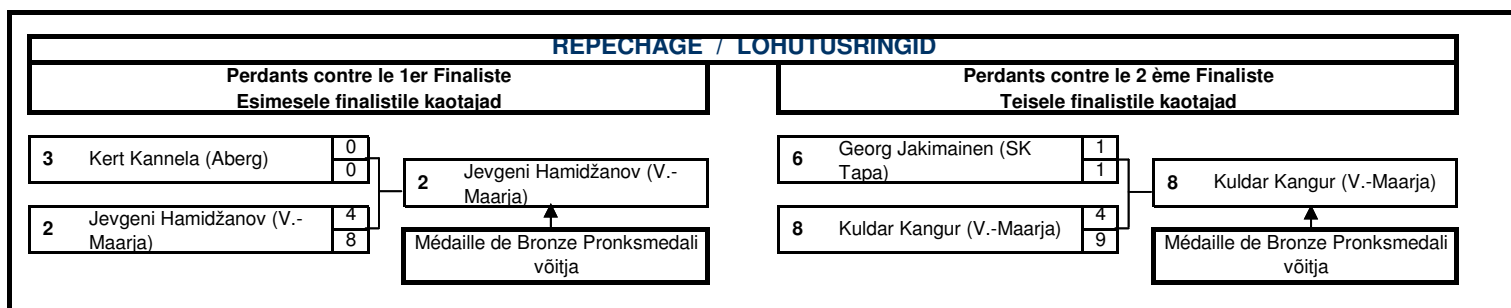 REPECHAGE / LOHUTUSRINGID
Perdants contre le 1er Finaliste
Esimesele finalistile kaotajad
3 Kert Kannela (Aberg) 0
0
2 Jevgeni Hamidžanov (V.-
Maarja) 4
8
2 Jevgeni Hamidžanov (V.-
Maarja)
Médaille de Bronze Pronksmedali
võitja
Perdants contre le 2 ème Finaliste
Teisele finalistile kaotajad
6 Georg Jakimainen (SK
Tapa) 1
1
8 Kuldar Kangur (V.-Maarja) 4
9
8 Kuldar Kangur (V.-Maarja)
Médaille de Bronze Pronksmedali
võitja